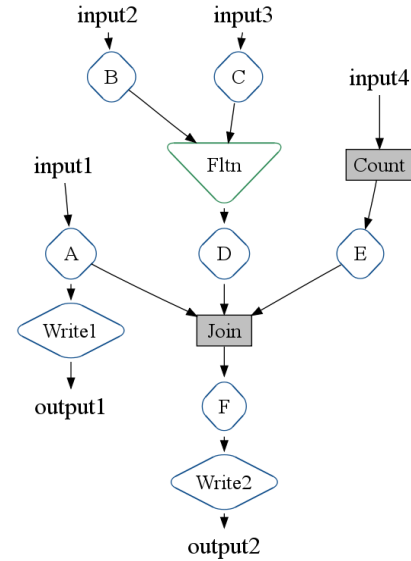 input2
input3
B
C
input4
input1
Fltn
Count
A
D
E
Write1
Join
output1
F
Write2
output2